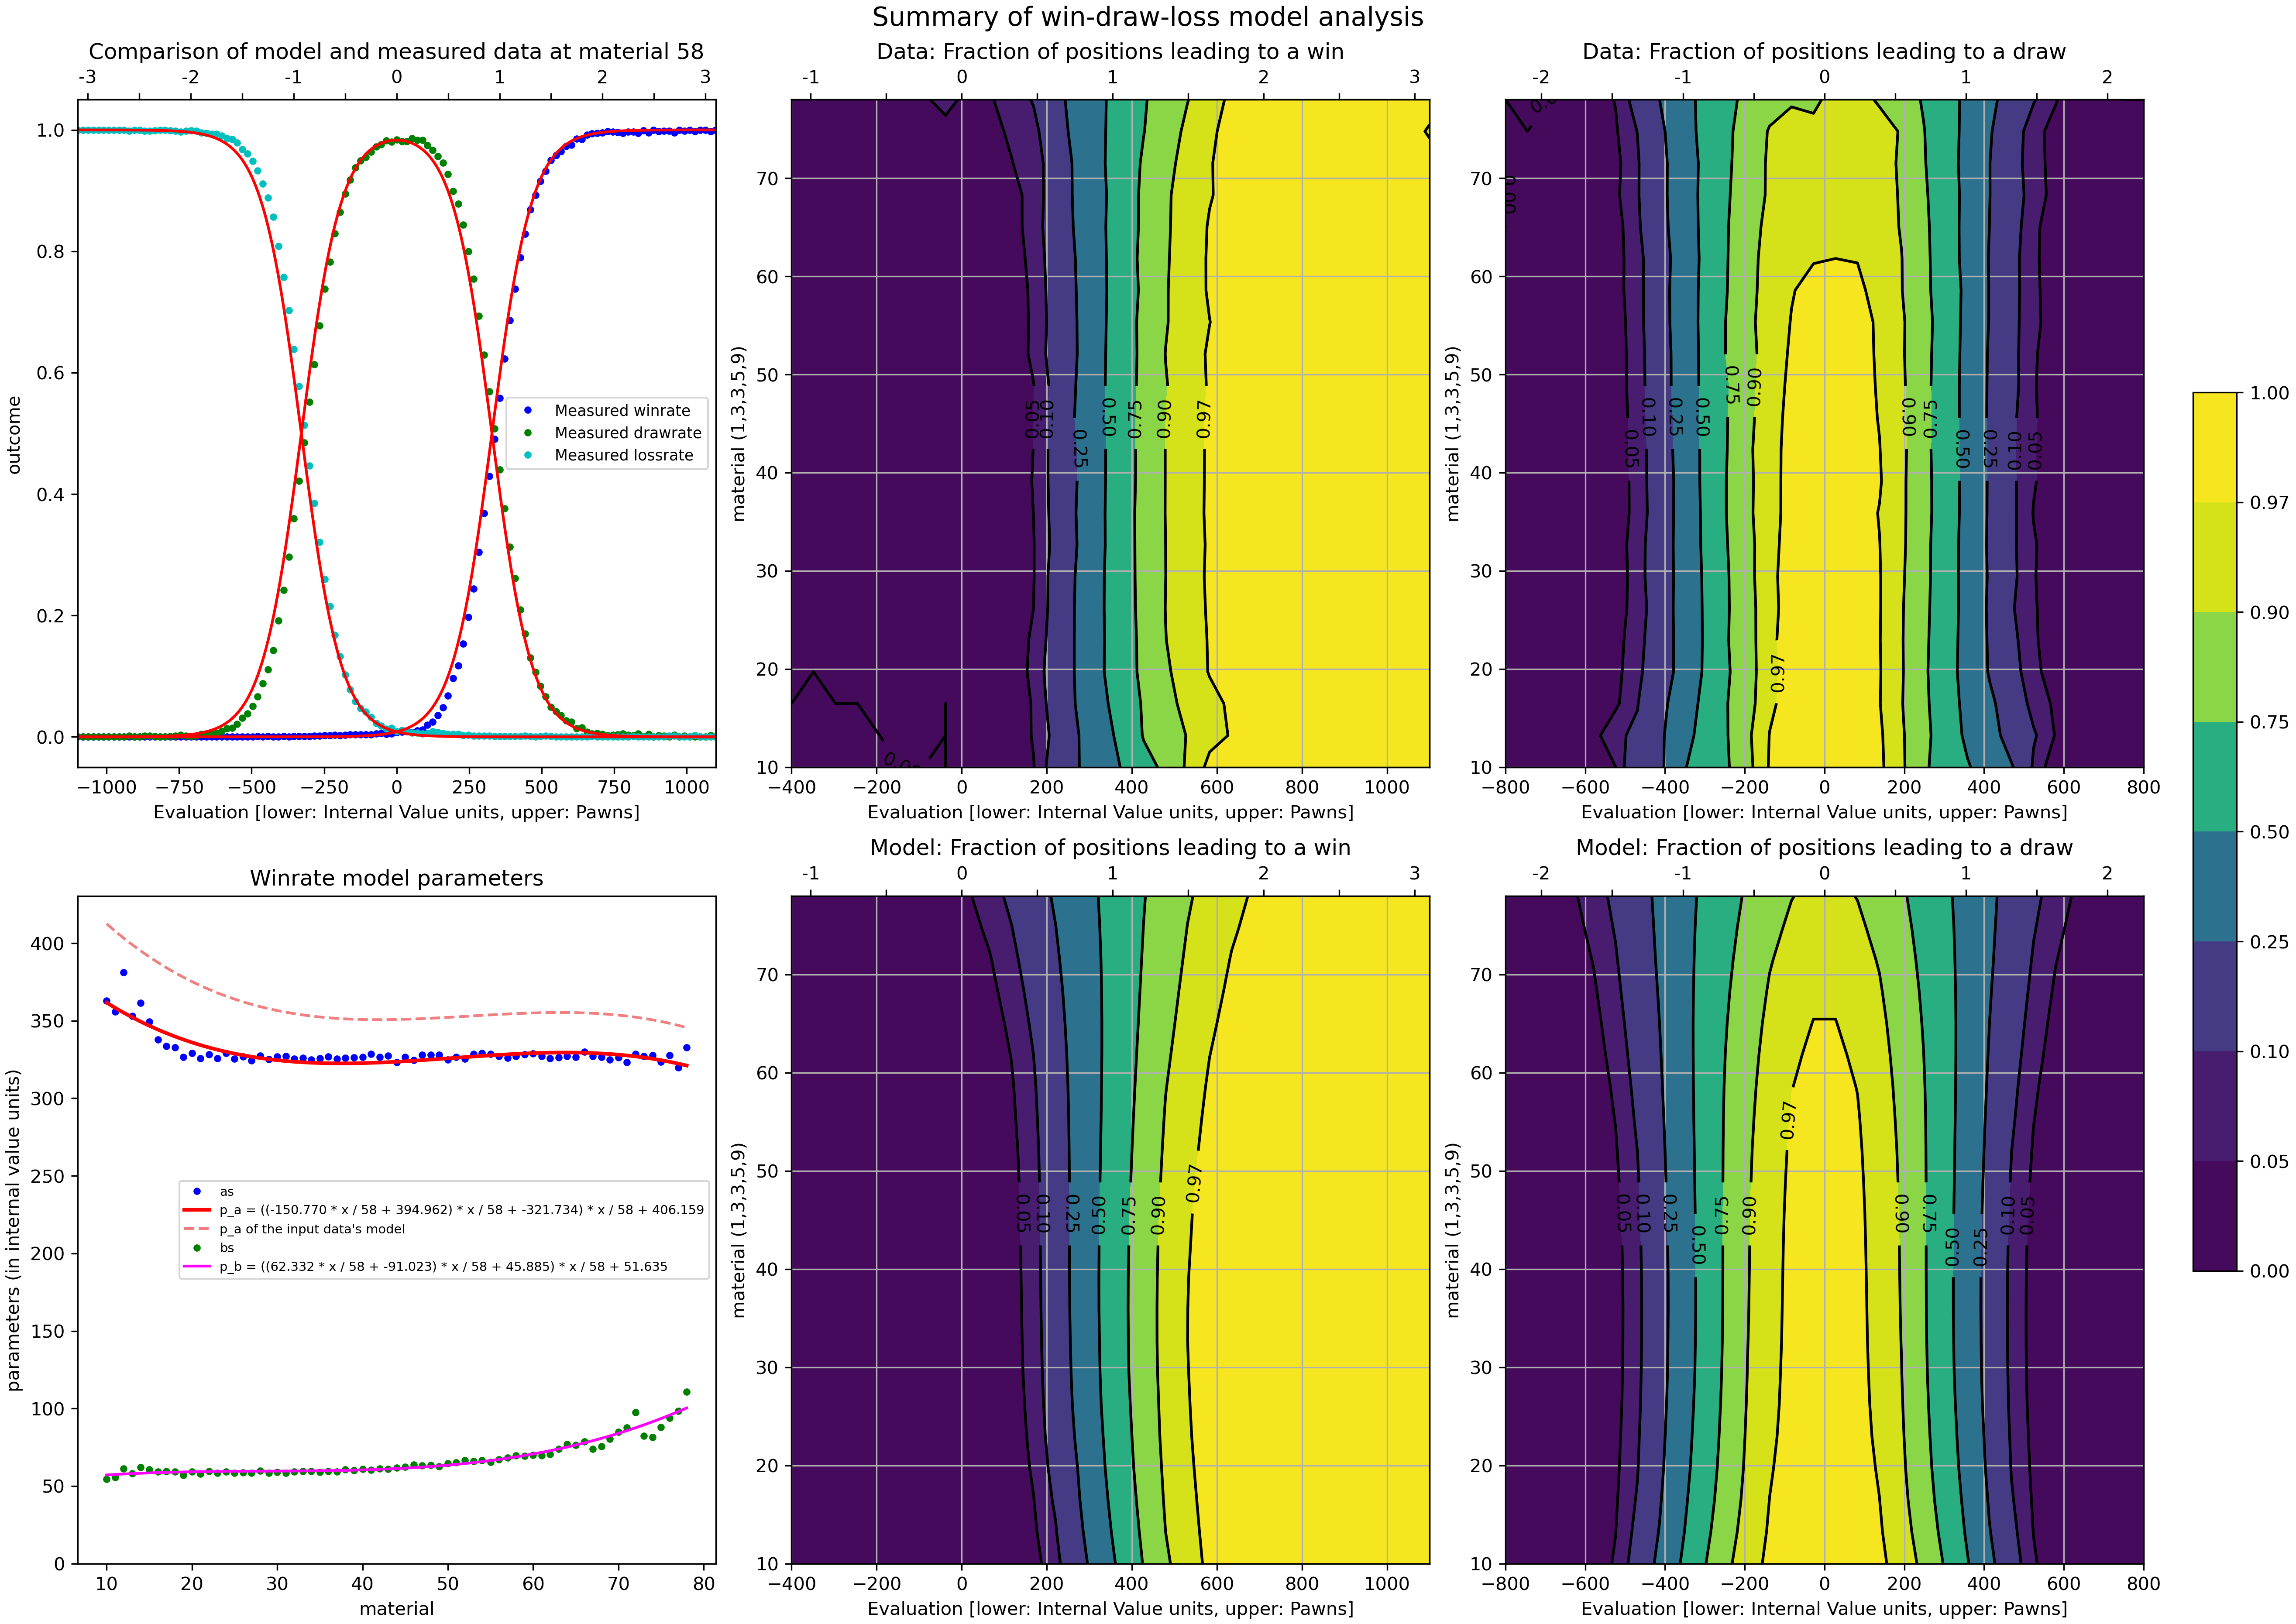 Summary of win-draw-loss model analysis
Comparison of model and measured data at material 58
-3 -2 -1 0 1 2 3
1.0
0.8
0.6
0.4
0.2
0.0
outcome
Measured winrate
Measured drawrate
Measured lossrate
−1000 −750 −500 −250 0 250 500 750 1000
Evaluation [lower: Internal Value units, upper: Pawns]
Data: Fraction of positions leading to a win
-1 0 1 2 3
70
60
50
40
30
20
10
material (1,3,3,5,9)
0.05 0.10 0.25 0.50 0.75 0.90 0.97
−400 −200 0 200 400 600 800 1000
Evaluation [lower: Internal Value units, upper: Pawns]
Data: Fraction of positions leading to a draw
-2 -1 0 1 2
70
60
50
40
30
20
10
material (1,3,3,5,9)
0.00
0.05 0.10 0.25 0.50 0.75 0.90 0.97 0.90 0.75 0.50 0.25 0.10 0.05
−800 −600 −400 −200 0 200 400 600 800
Evaluation [lower: Internal Value units, upper: Pawns]
1.00
0.97
0.90
0.75
0.50
0.25
0.10
0.05
0.00
Winrate model parameters
400
350
300
250
200
150
100
50
0
parameters (in internal value units)
as
p_a = ((-150.770 * x / 58 + 394.962) * x / 58 + -321.734) * x / 58 + 406.159
p_a of the input data's model
bs
p_b = ((62.332 * x / 58 + -91.023) * x / 58 + 45.885) * x / 58 + 51.635
10 20 30 40 50 60 70 80
material
Model: Fraction of positions leading to a win
-1 0 1 2 3
70
60
50
40
30
20
10
material (1,3,3,5,9)
0.05 0.10 0.25 0.50 0.75 0.90 0.97
−400 −200 0 200 400 600 800 1000
Evaluation [lower: Internal Value units, upper: Pawns]
Model: Fraction of positions leading to a draw
-2 -1 0 1 2
70
60
50
40
30
20
10
material (1,3,3,5,9)
0.05 0.10 0.25 0.50 0.75 0.90 0.97 0.90 0.75 0.50 0.25 0.10 0.05
−800 −600 −400 −200 0 200 400 600 800
Evaluation [lower: Internal Value units, upper: Pawns]